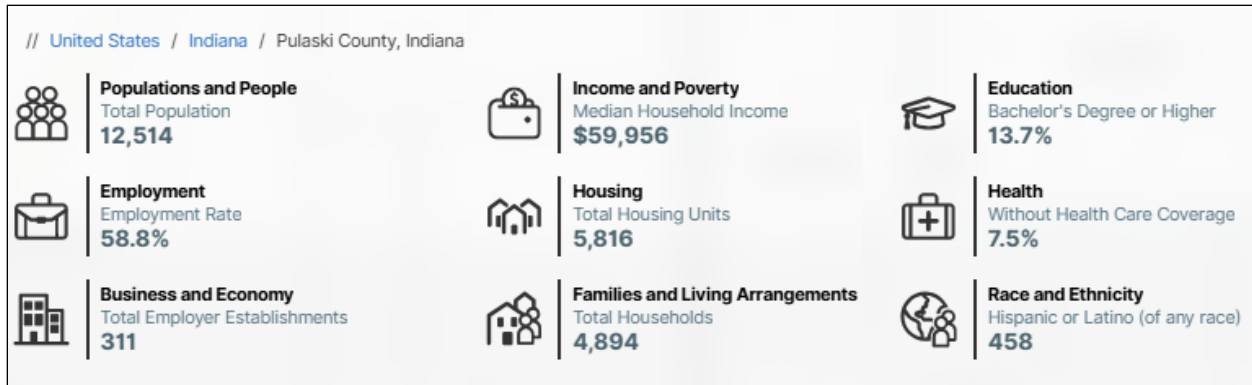 // United States / Indiana / Pulaski County, Indiana
Populations and People
Total Population
12,514
Income and Poverty
Median Household Income
$59,956
Education
Bachelor's Degree or Higher
13.7%
Employment
Employment Rate
58.8%
Housing
Total Housing Units
5,816
Health
Without Health Care Coverage
7.5%
Business and Economy
Total Employer Establishments
311
Families and Living Arrangements
Total Households
4,894
Race and Ethnicity
Hispanic or Latino (of any race)
458